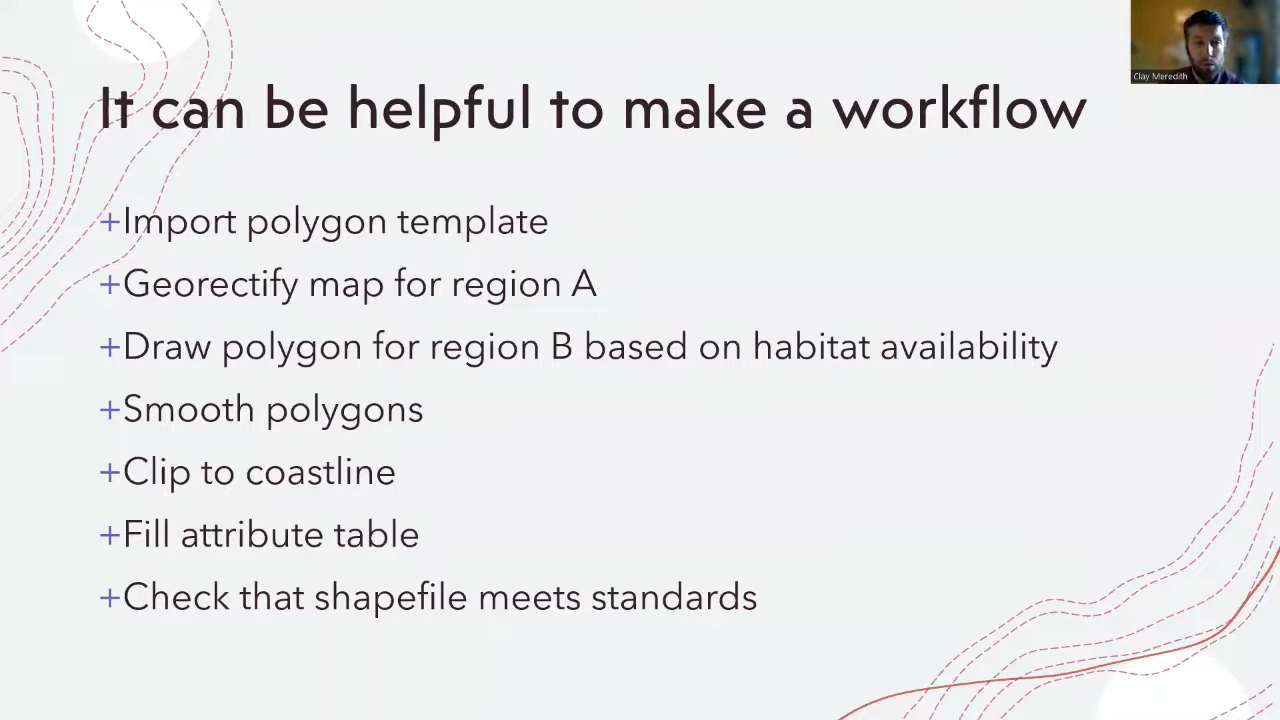 Clay Meredith
It can be helpful to make a workflow
+Import polygon template
+Georectify map for region A
+Draw polygon for region B based on habitat availability
+Smooth polygons
+Clip to coastline
+Fill attribute table
+Check that shapefile meets standards